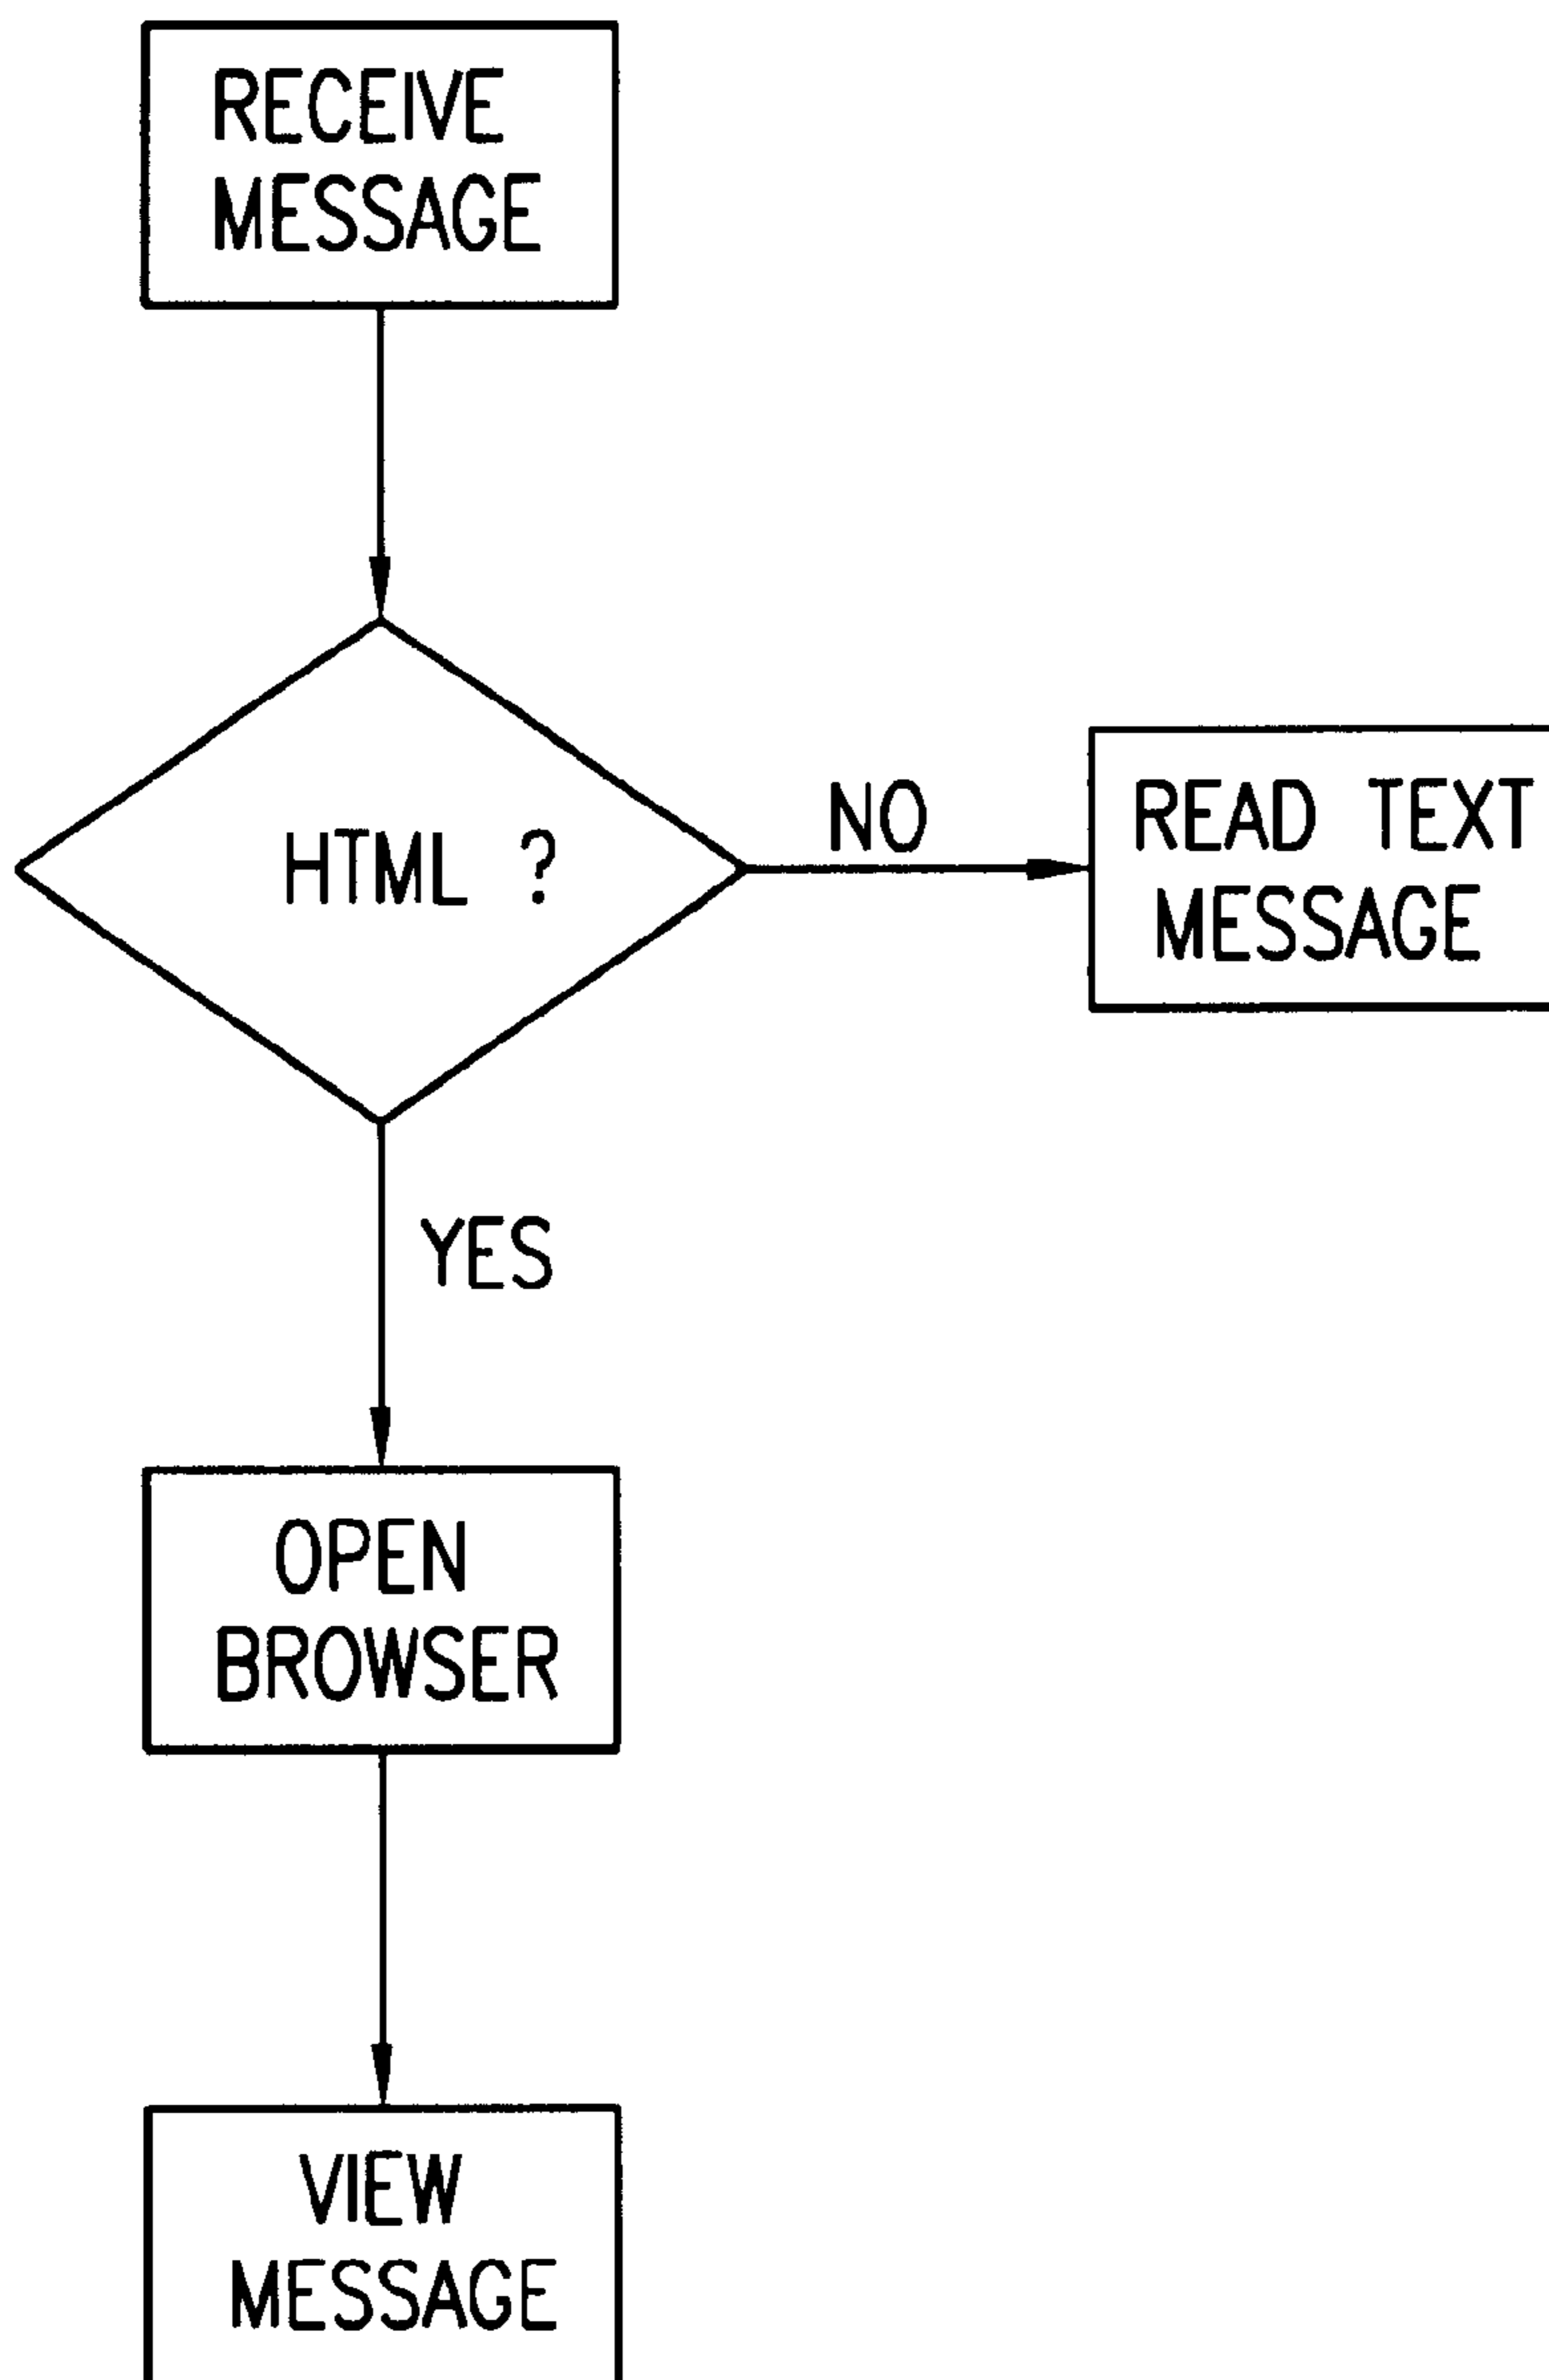 RECEIVE
MESSAGE
HTML ?
NO
READ TEXT
MESSAGE
YES
OPEN
BROWSER
VIEW
MESSAGE